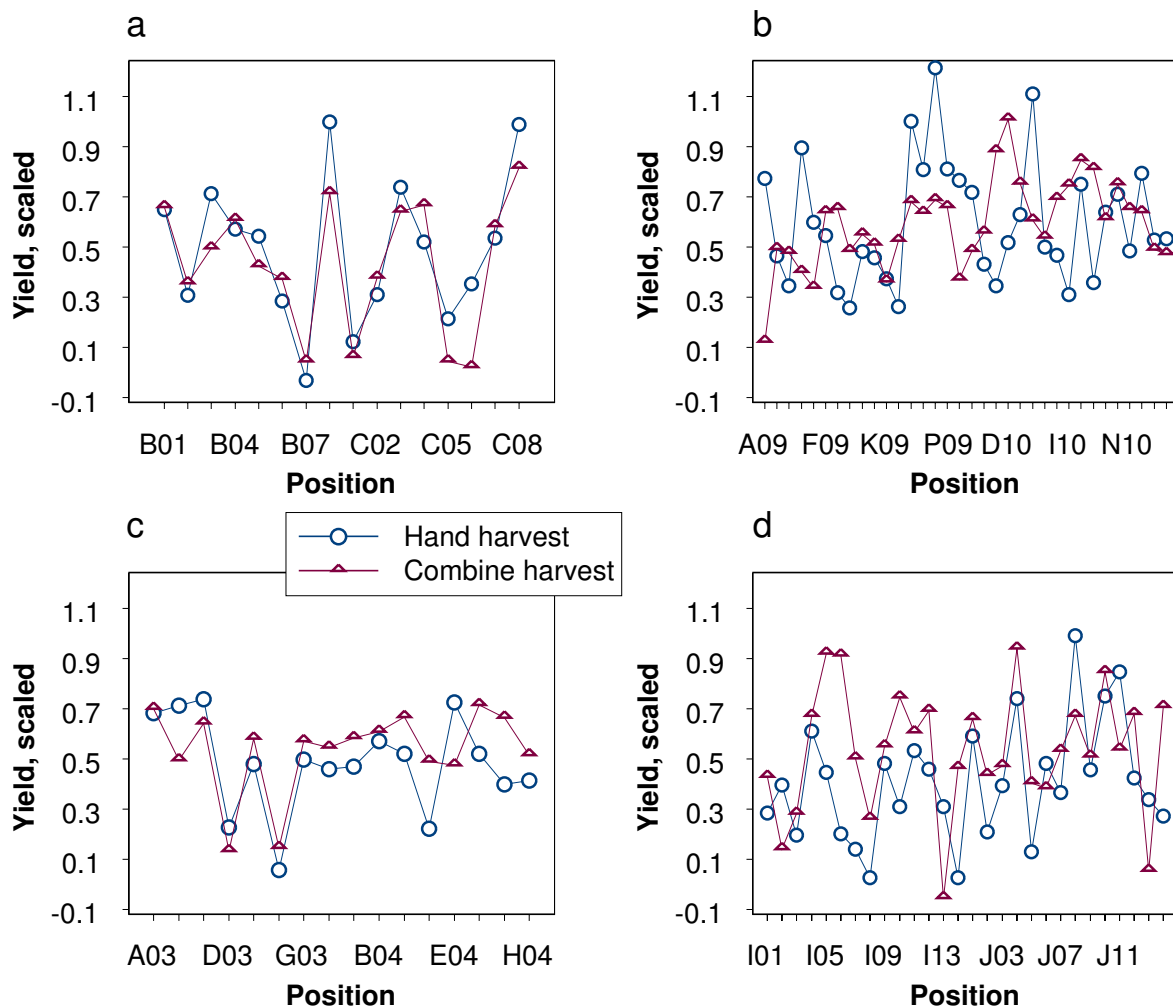 a
Yield, scaled
1.1
0.9
0.7
0.5
0.3
0.1
-0.1
B01 B04 B07 C02 C05 C08
Position
b
Yield, scaled
1.1
0.9
0.7
0.5
0.3
0.1
-0.1
A09 F09 K09 P09 D10 I10 N10
Position
c
Hand harvest
Combine harvest
Yield, scaled
1.1
0.9
0.7
0.5
0.3
0.1
-0.1
A03 D03 G03 B04 E04 H04
Position
d
Yield, scaled
1.1
0.9
0.7
0.5
0.3
0.1
-0.1
I01 I05 I09 I13 J03 J07 J11
Position